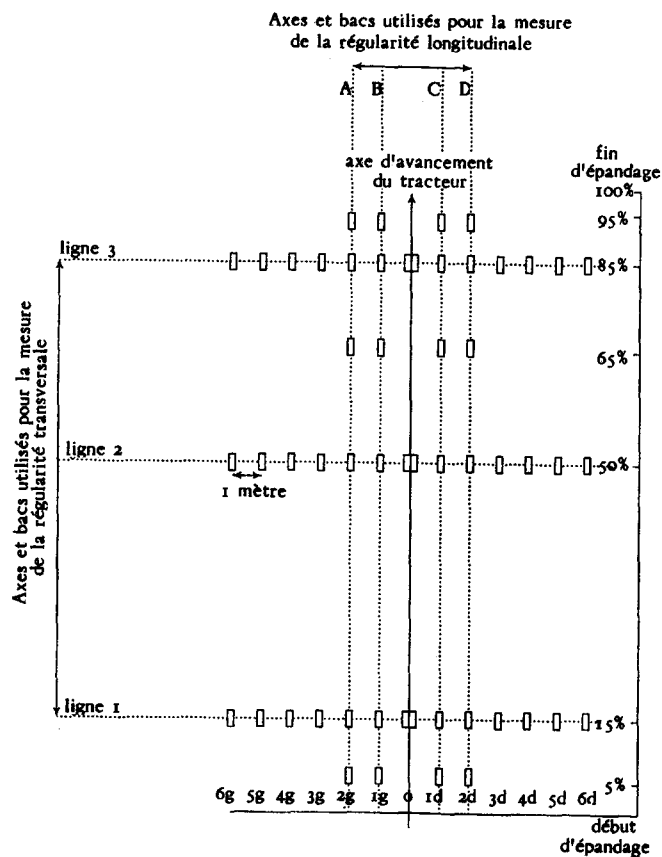 Axes et bacs utilisés pour la mesure
de la régularité longitudinale
A B C D
axe d'avancement
du tracteur
fin
d'épandage
100%
95%
ligne 3
85%
65%
Axes et bacs utilisés pour la mesure
de la régularité transversale
ligne 2
50%
1 mètre
ligne 1
15%
5%
6g 5g 4g 3g 2g 1g 0 1d 2d 3d 4d 5d 6d
début
d'épandage